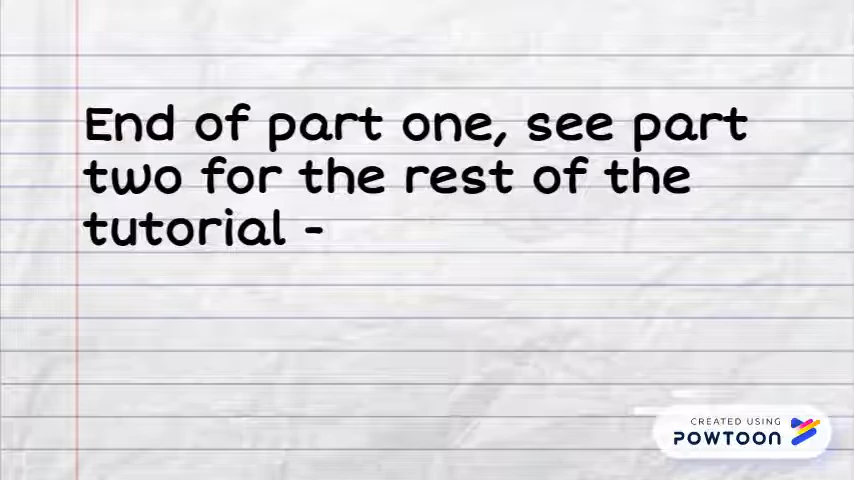 End of part one, see part
two for the rest of the
tutorial -
CREATED USING
POWTOON